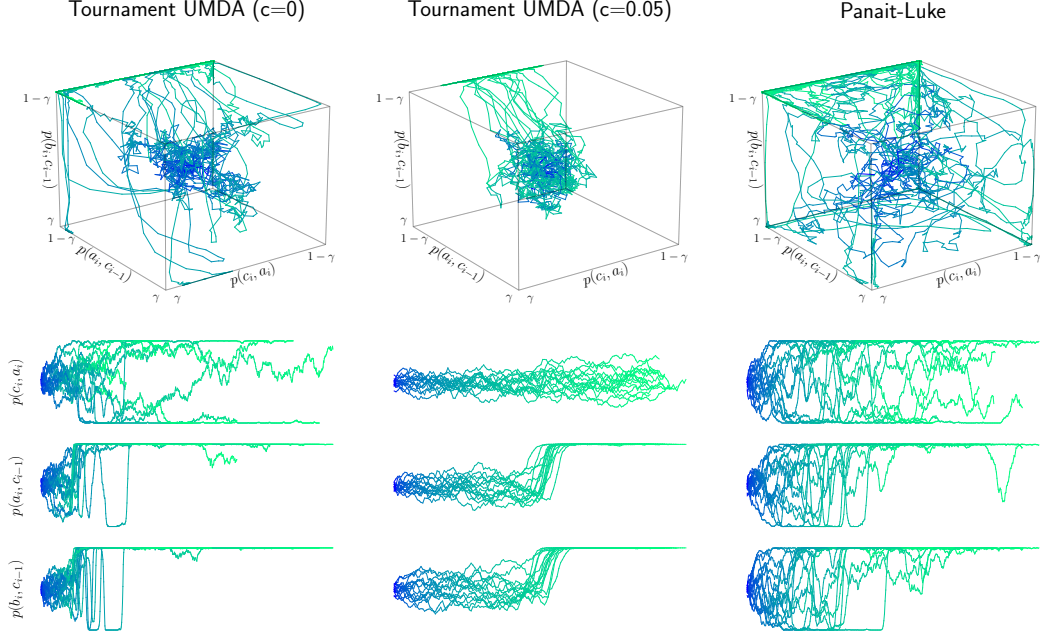 Tournament UMDA (c=0)
Tournament UMDA (c=0.05)
Panait-Luke
1 − γ
p(b_i, c_{i−1})
γ
1 − γ
p(a_i, c_{i−1})
γ
γ
p(c_i, a_i)
1 − γ
1 − γ
p(b_i, c_{i−1})
γ
1 − γ
p(a_i, c_{i−1})
γ
γ
p(c_i, a_i)
1 − γ
1 − γ
p(b_i, c_{i−1})
γ
1 − γ
p(a_i, c_{i−1})
γ
γ
p(c_i, a_i)
1 − γ
p(c_i, a_i)
p(a_i, c_{i−1})
p(b_i, c_{i−1})